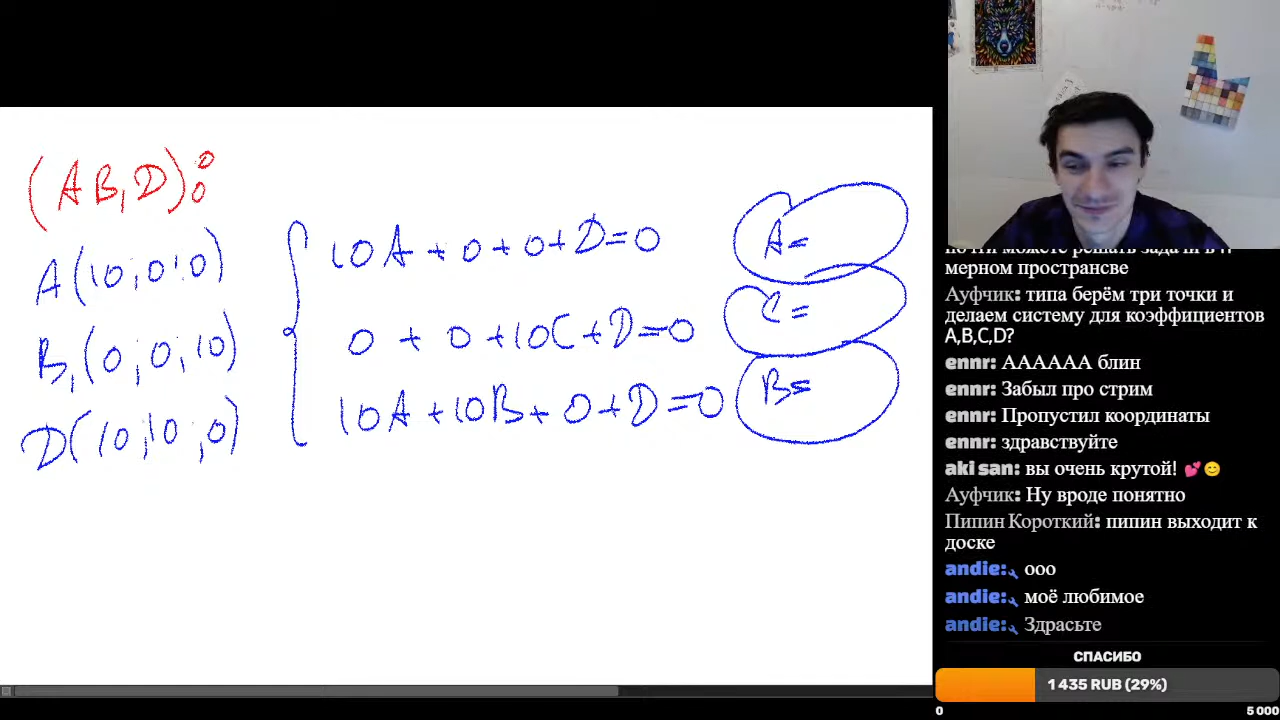 (AB₁D):
A(10;0;0)
B₁(0;0;10)
D(10;10;0)
10A+0+0+D=0
0+0+10C+D=0
10A+10B+0+D=0
A=
C=
B=
мерном пространсве
Ауфчик: типа берём три точки и
делаем систему для коэффициентов
A,B,C,D?
ennr: АААААА блин
ennr: Забыл про стрим
ennr: Пропустил координаты
ennr: здравствуйте
aki san: вы очень крутой! 💕😊
Ауфчик: Ну вроде понятно
Пипин Короткий: пипин выходит к
доске
andie: ооо
andie: моё любимое
andie: Здрасьте
СПАСИБО
1 435 RUB (29%)
0
5 000